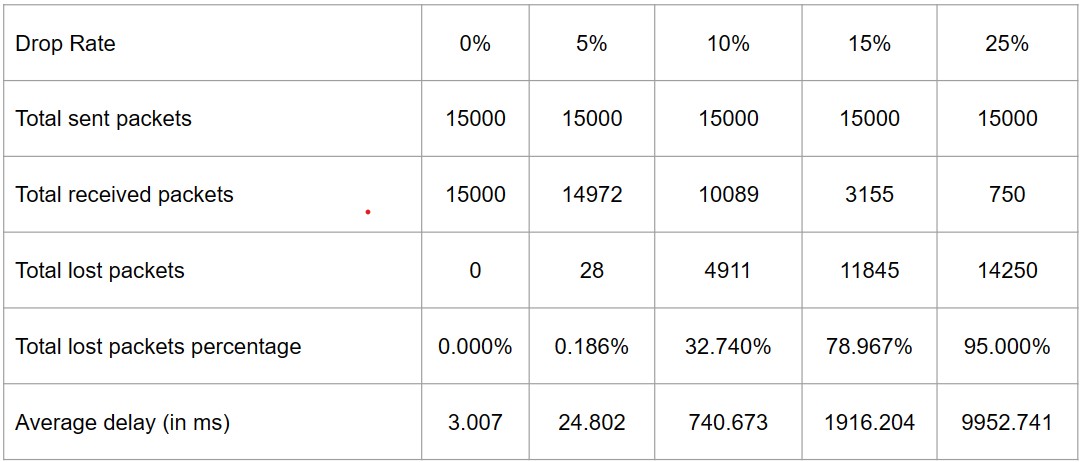 Drop Rate 0% 5% 10% 15% 25%
Total sent packets 15000 15000 15000 15000 15000
Total received packets 15000 14972 10089 3155 750
Total lost packets 0 28 4911 11845 14250
Total lost packets percentage 0.000% 0.186% 32.740% 78.967% 95.000%
Average delay (in ms) 3.007 24.802 740.673 1916.204 9952.741